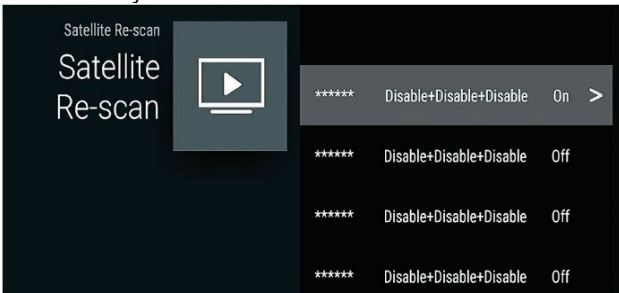 Satellite Re-scan
Satellite
Re-scan
****** Disable+Disable+Disable On >
****** Disable+Disable+Disable Off
****** Disable+Disable+Disable Off
****** Disable+Disable+Disable Off